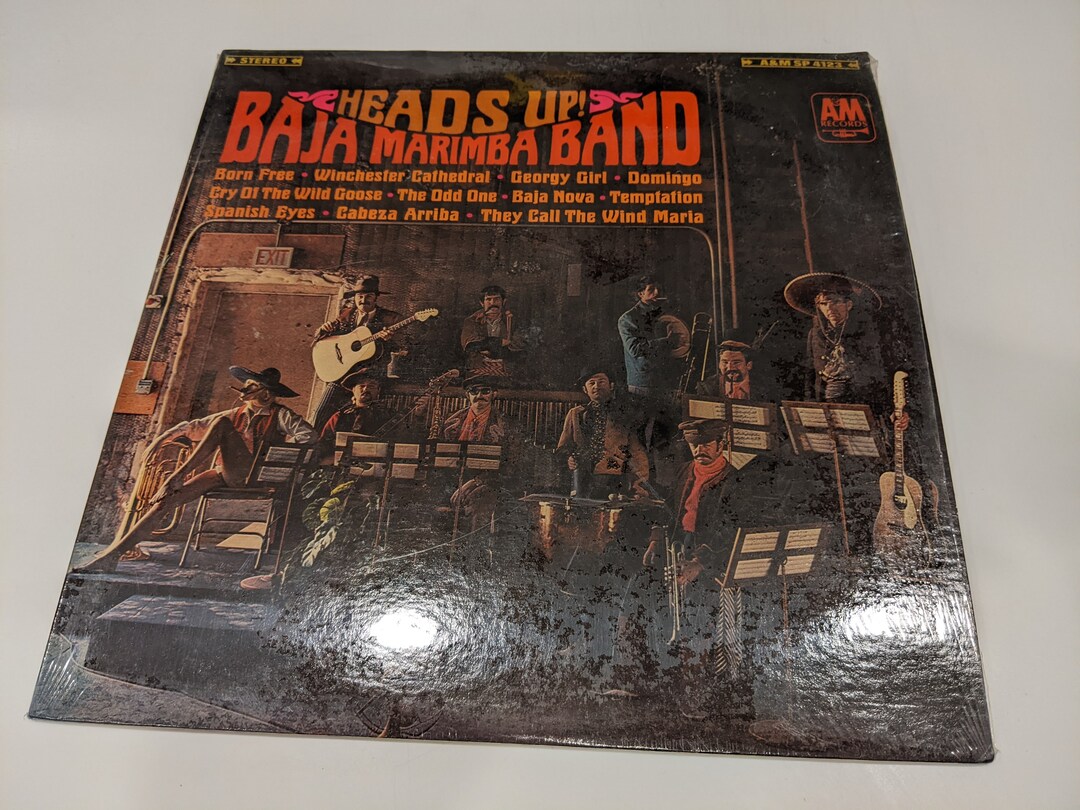 STEREO
A&M SP 4123
HEADS UP!
BAJA MARIMBA BAND
A&M
RECORDS
Born Free • Winchester Cathedral • Georgy Girl • Domingo
Cry Of The Wild Goose • The Odd One • Baja Nova • Temptation
Spanish Eyes • Cabeza Arriba • They Call The Wind Maria
EXIT